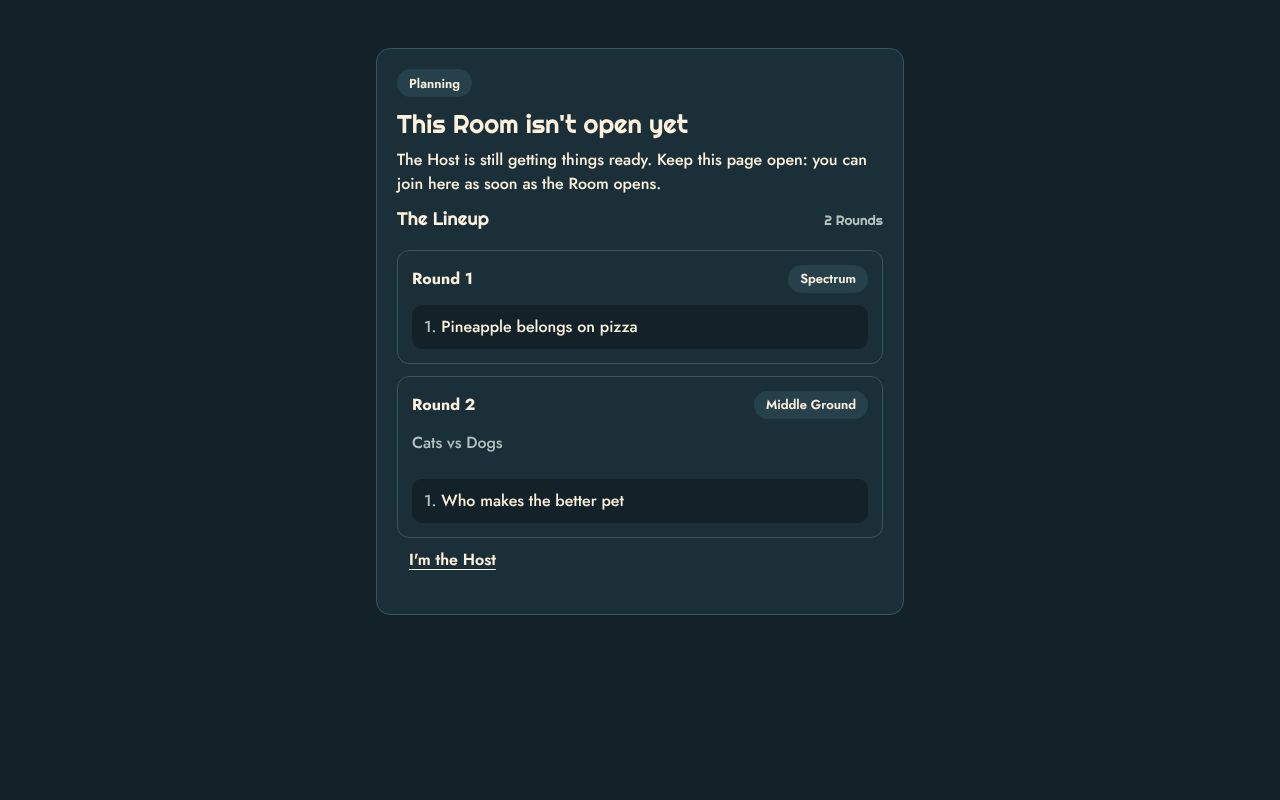 Planning
This Room isn't open yet
The Host is still getting things ready. Keep this page open: you can
join here as soon as the Room opens.
The Lineup
2 Rounds
Round 1
Spectrum
1. Pineapple belongs on pizza
Round 2
Middle Ground
Cats vs Dogs
1. Who makes the better pet
I'm the Host